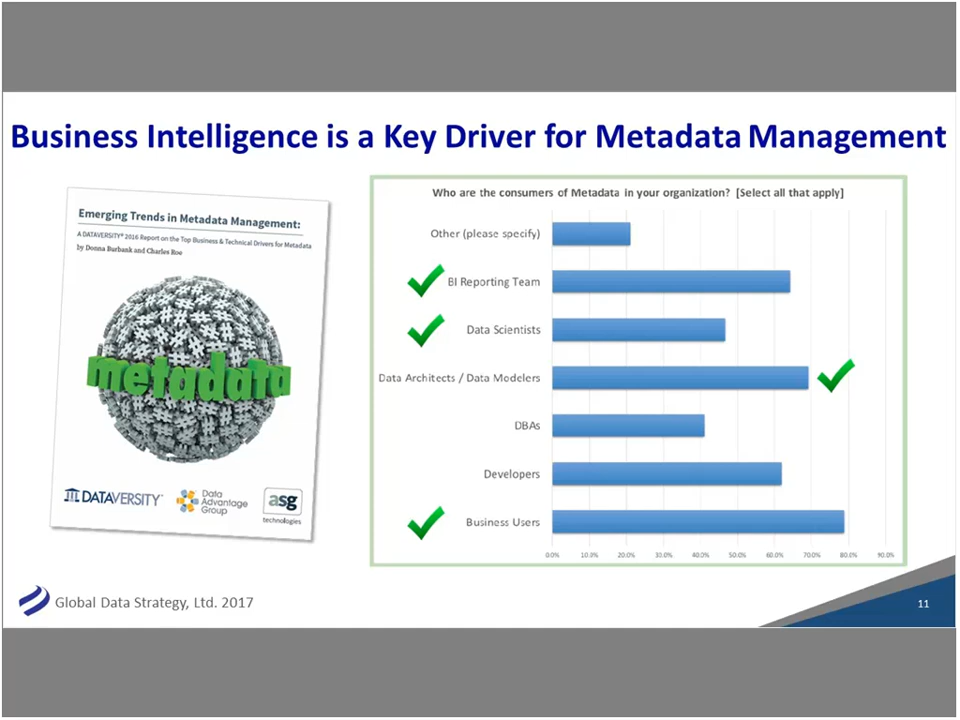 Business Intelligence is a Key Driver for Metadata Management
Emerging Trends in Metadata Management:
A DATAVERSITY® 2016 Report on the Top Business & Technical Drivers for Metadata
by Donna Burbank and Charles Roe
metadata
DATAVERSITY
Data
Advantage
Group
asg
technologies
Who are the consumers of Metadata in your organization? [Select all that apply]
Other (please specify)
BI Reporting Team
Data Scientists
Data Architects / Data Modelers
DBAs
Developers
Business Users
0.0% 10.0% 20.0% 30.0% 40.0% 50.0% 60.0% 70.0% 80.0% 90.0%
Global Data Strategy, Ltd. 2017
11